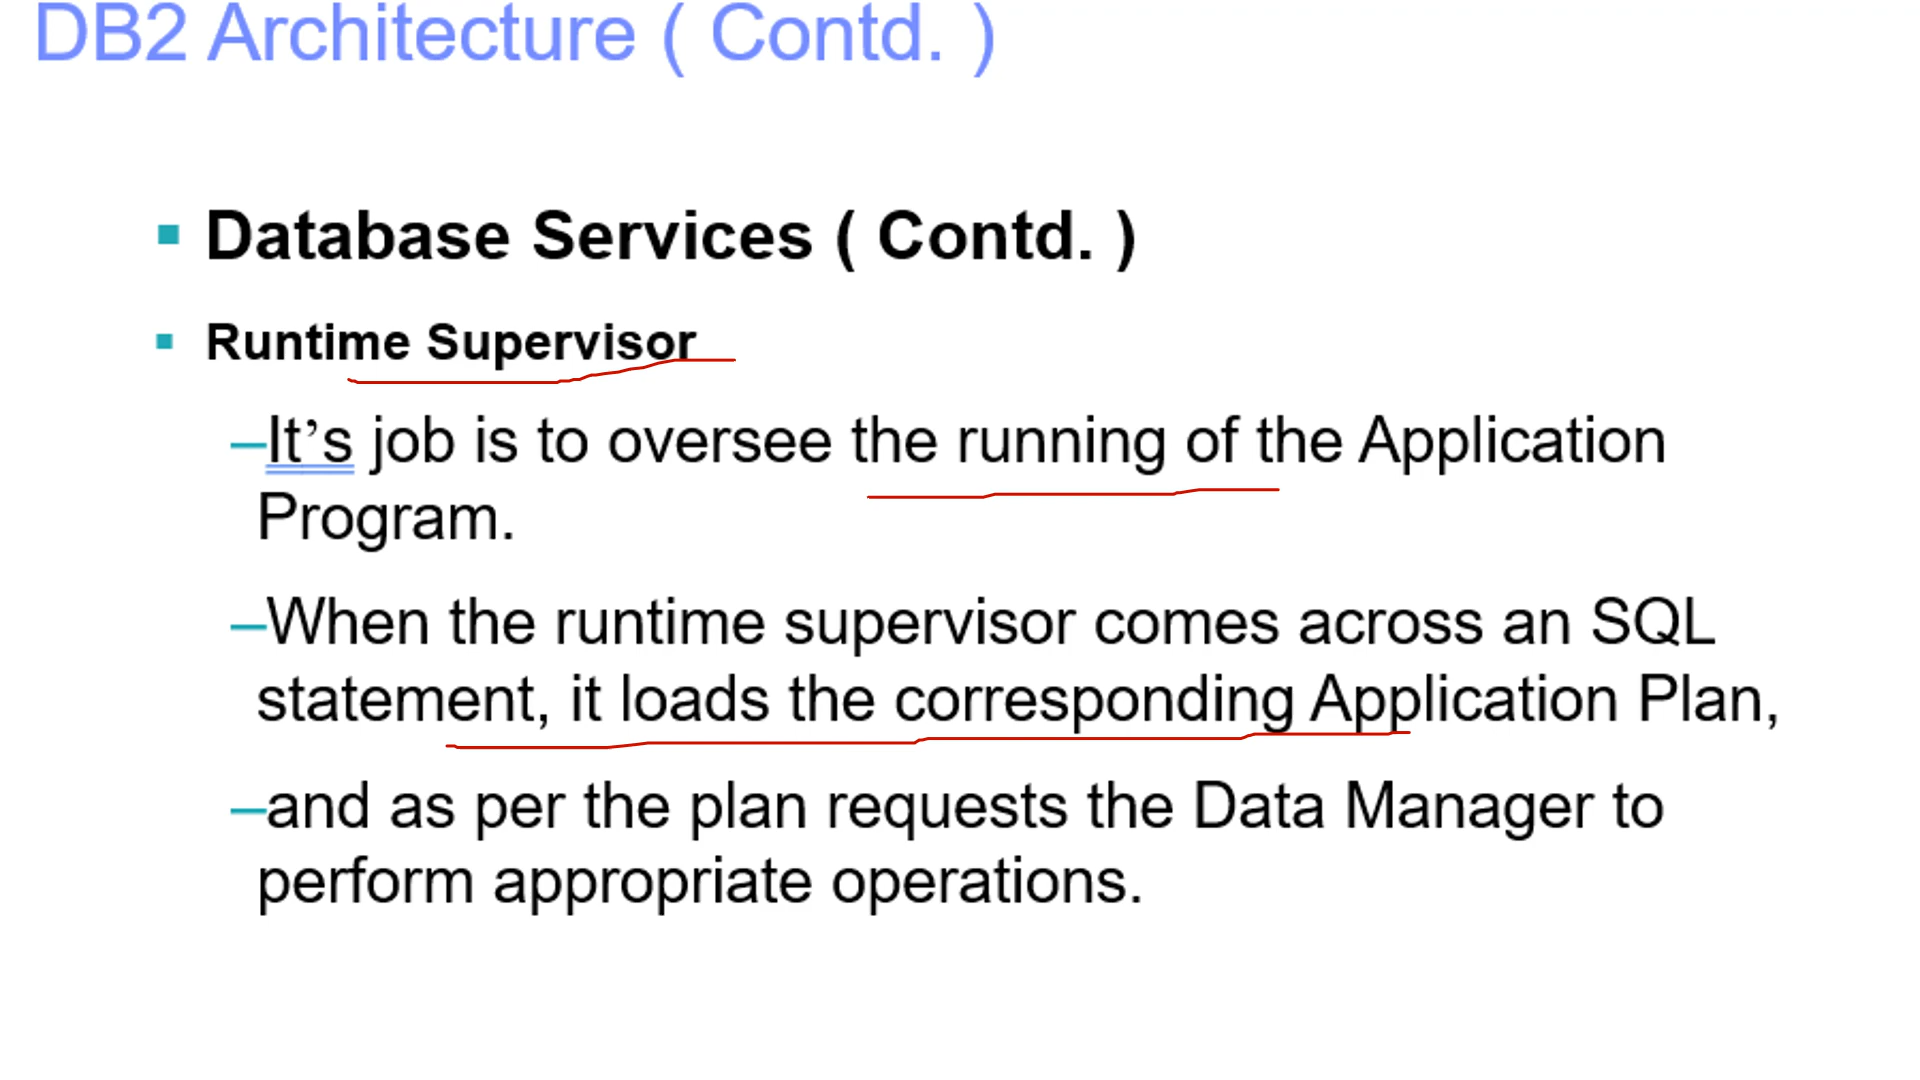 DB2 Architecture ( Contd. )
▪ Database Services ( Contd. )
▪ Runtime Supervisor
–It’s job is to oversee the running of the Application
Program.
–When the runtime supervisor comes across an SQL
statement, it loads the corresponding Application Plan,
–and as per the plan requests the Data Manager to
perform appropriate operations.